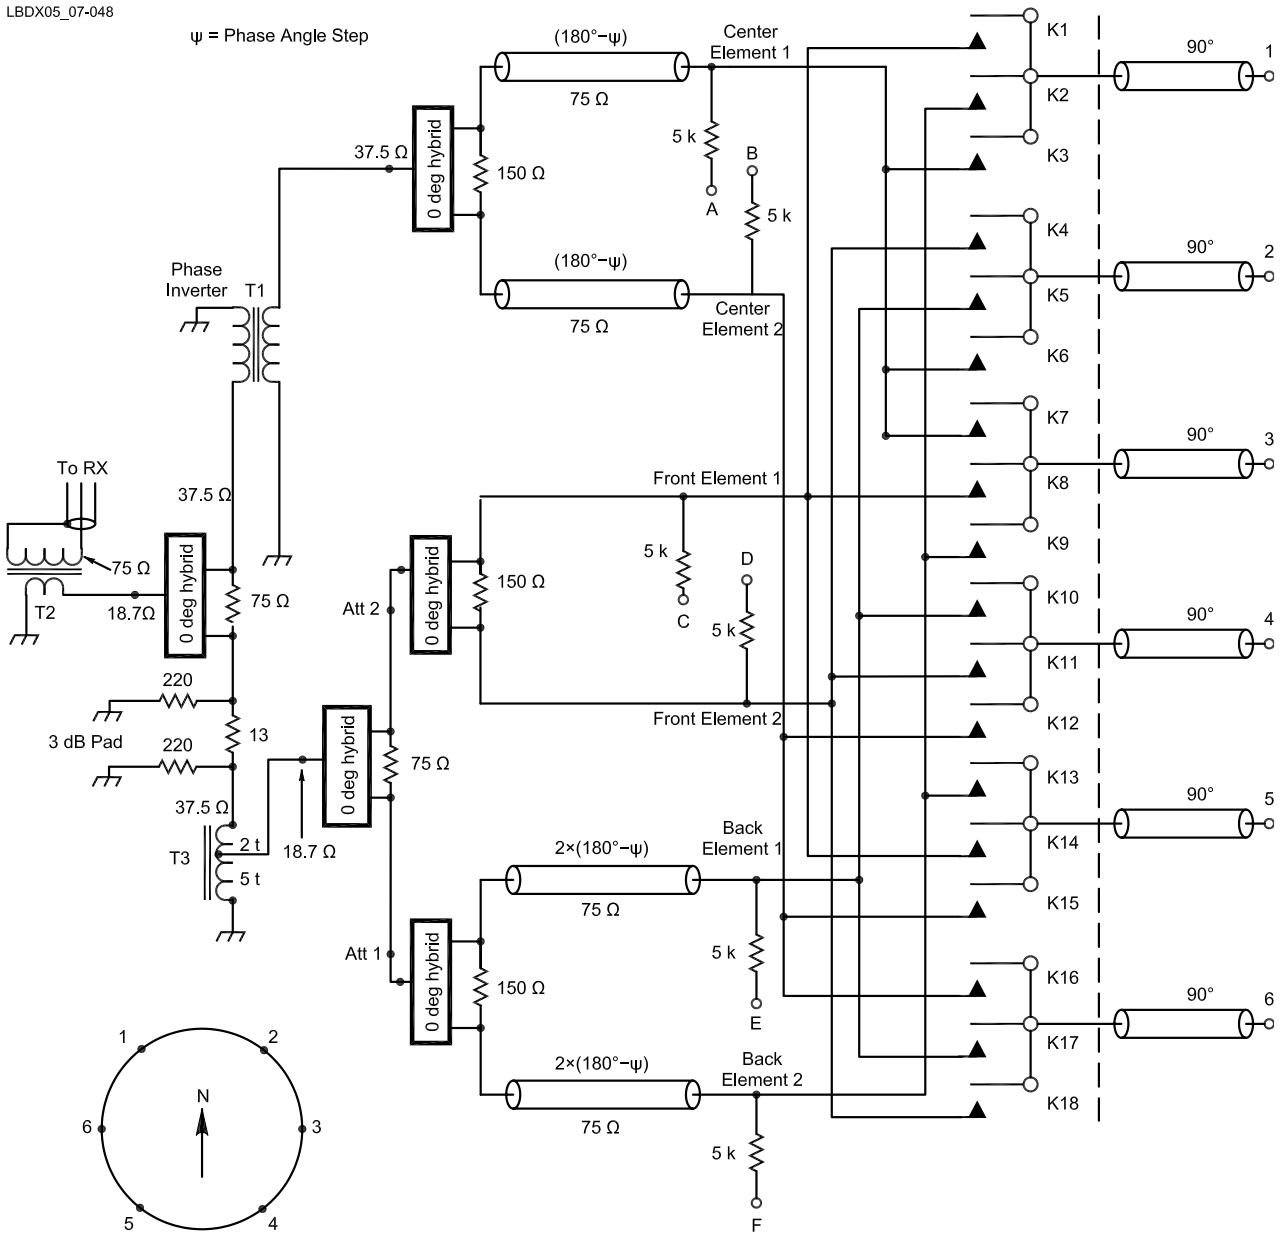 LBDX05_07-048
ψ = Phase Angle Step
(180°–ψ)
75 Ω
Center
Element 1
5 k
A
B
5 k
37.5 Ω
0 deg hybrid
150 Ω
(180°–ψ)
75 Ω
Center
Element 2
Phase
Inverter
T1
To RX
37.5 Ω
75 Ω
T2
18.7Ω
0 deg hybrid
75 Ω
220
13
3 dB Pad
220
37.5 Ω
T3
2 t
5 t
18.7 Ω
0 deg hybrid
75 Ω
Att 2
0 deg hybrid
150 Ω
Front Element 1
5 k
C
D
5 k
Front Element 2
Att 1
0 deg hybrid
150 Ω
2×(180°–ψ)
75 Ω
Back
Element 1
5 k
E
2×(180°–ψ)
75 Ω
Back
Element 2
5 k
F
K1
K2
K3
K4
K5
K6
K7
K8
K9
K10
K11
K12
K13
K14
K15
K16
K17
K18
90°
1
90°
2
90°
3
90°
4
90°
5
90°
6
1
2
N
6
3
5
4